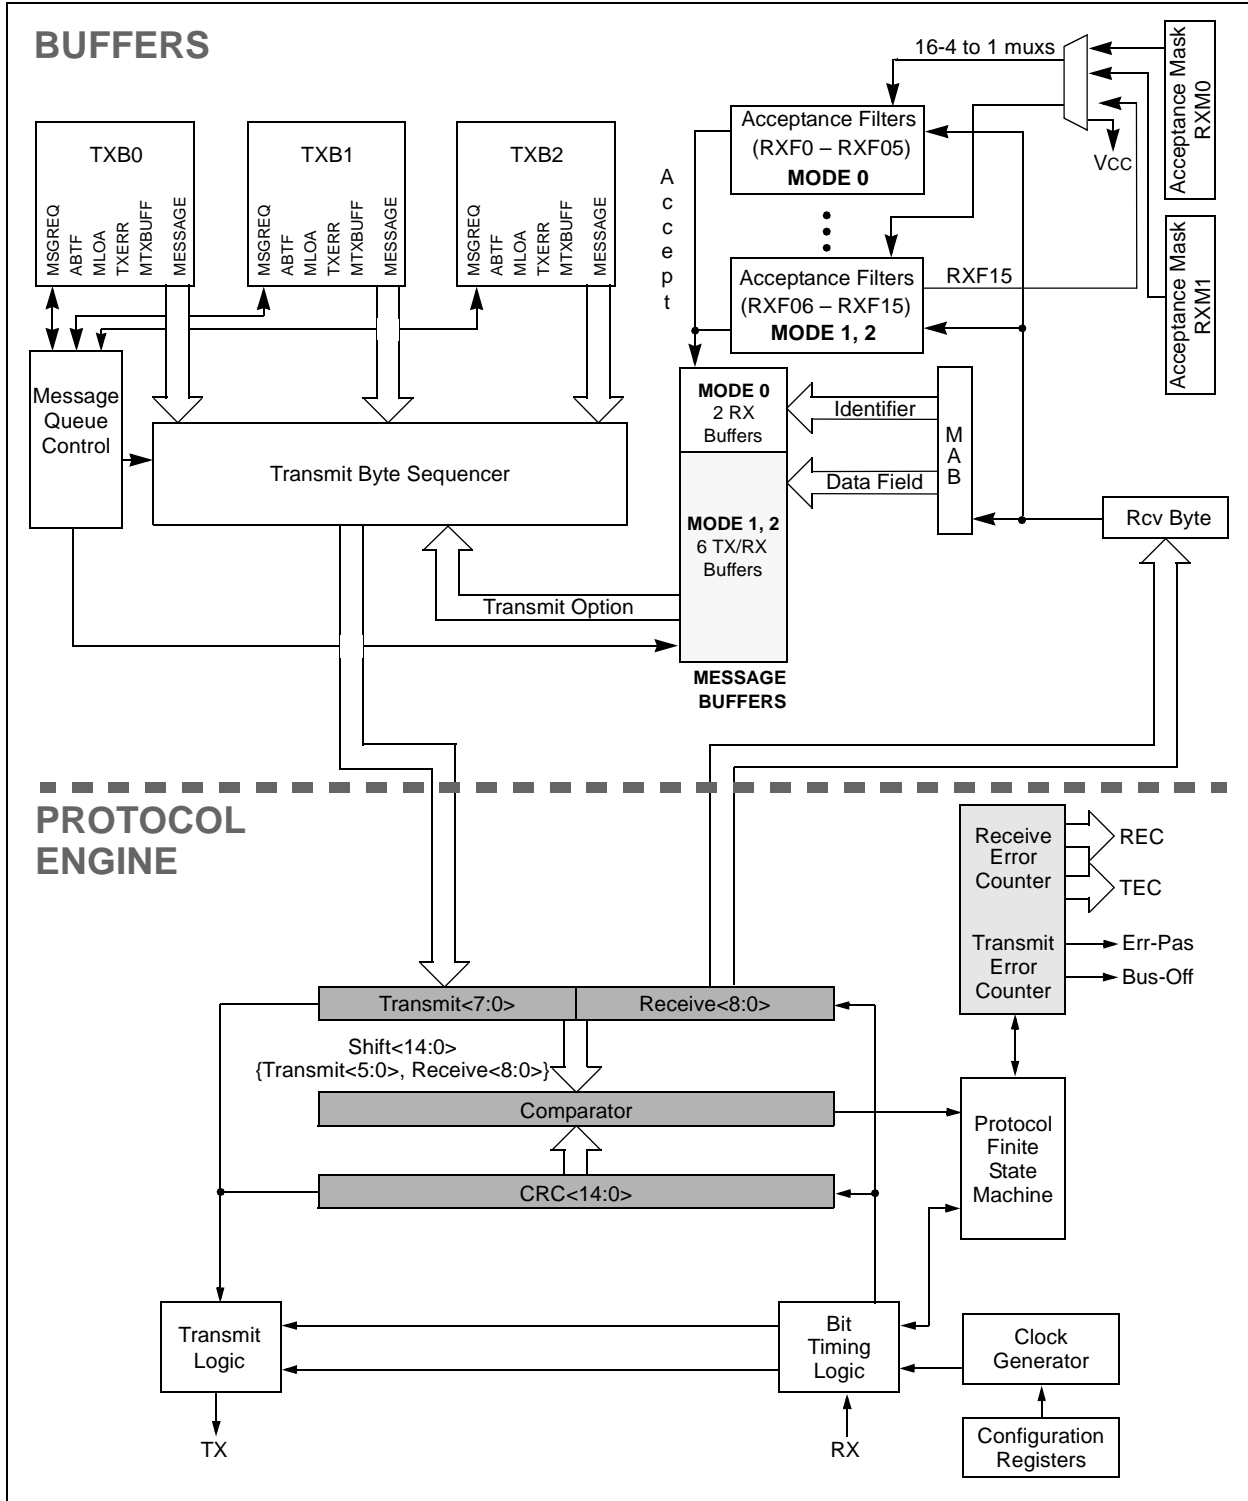 BUFFERS
16-4 to 1 muxs
Acceptance Mask
RXM0
VCC
TXB0
MSGREQ
ABTF
MLOA
TXERR
MTXBUFF
MESSAGE
TXB1
MSGREQ
ABTF
MLOA
TXERR
MTXBUFF
MESSAGE
TXB2
MSGREQ
ABTF
MLOA
TXERR
MTXBUFF
MESSAGE
Accept
Acceptance Filters
(RXF0 – RXF05)
MODE 0
Acceptance Filters
(RXF06 – RXF15)
MODE 1, 2
RXF15
Acceptance Mask
RXM1
Message
Queue
Control
Transmit Byte Sequencer
MODE 0
2 RX
Buffers
Identifier
Data Field
MAB
Rcv Byte
MODE 1, 2
6 TX/RX
Buffers
Transmit Option
MESSAGE
BUFFERS
PROTOCOL
ENGINE
Receive
Error
Counter
REC
TEC
Transmit
Error
Counter
Err-Pas
Bus-Off
Transmit<7:0>
Receive<8:0>
Shift<14:0>
{Transmit<5:0>, Receive<8:0>}
Comparator
CRC<14:0>
Protocol
Finite
State
Machine
Transmit
Logic
Bit
Timing
Logic
Clock
Generator
TX
RX
Configuration
Registers